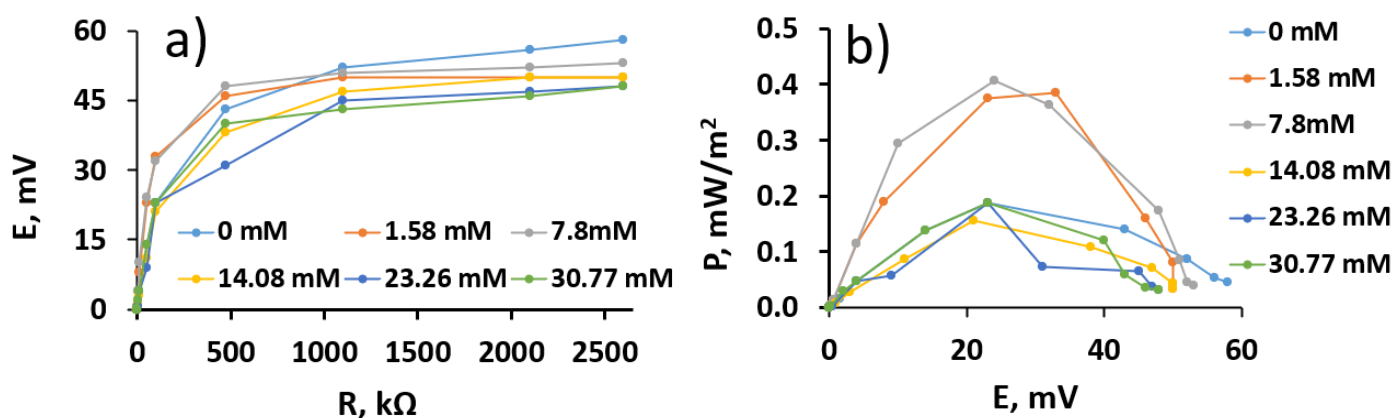 a)
E, mV
60
45
30
15
0
0 mM 1.58 mM 7.8mM
14.08 mM 23.26 mM 30.77 mM
0 500 1000 1500 2000 2500
R, kΩ
b)
P, mW/m²
0.5
0.4
0.3
0.2
0.1
0.0
0 20 40 60
E, mV
0 mM
1.58 mM
7.8mM
14.08 mM
23.26 mM
30.77 mM